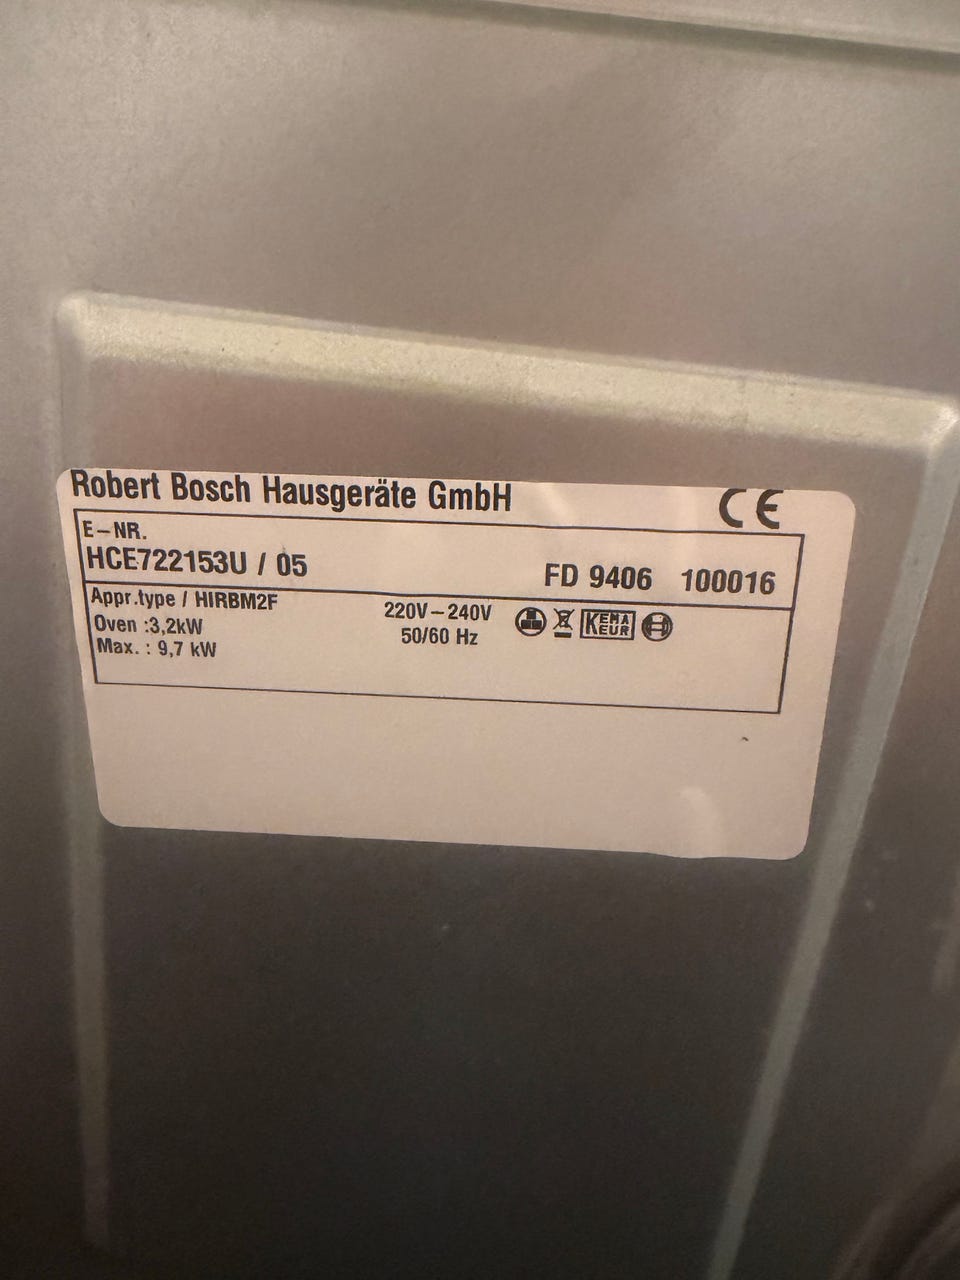 Robert Bosch Hausgeräte GmbH CE
E-NR.
HCE722153U / 05 FD 9406 100016
Appr.type / HIRBM2F 220V-240V KEMA EUR
Oven :3,2kW 50/60 Hz
Max. : 9,7 kW